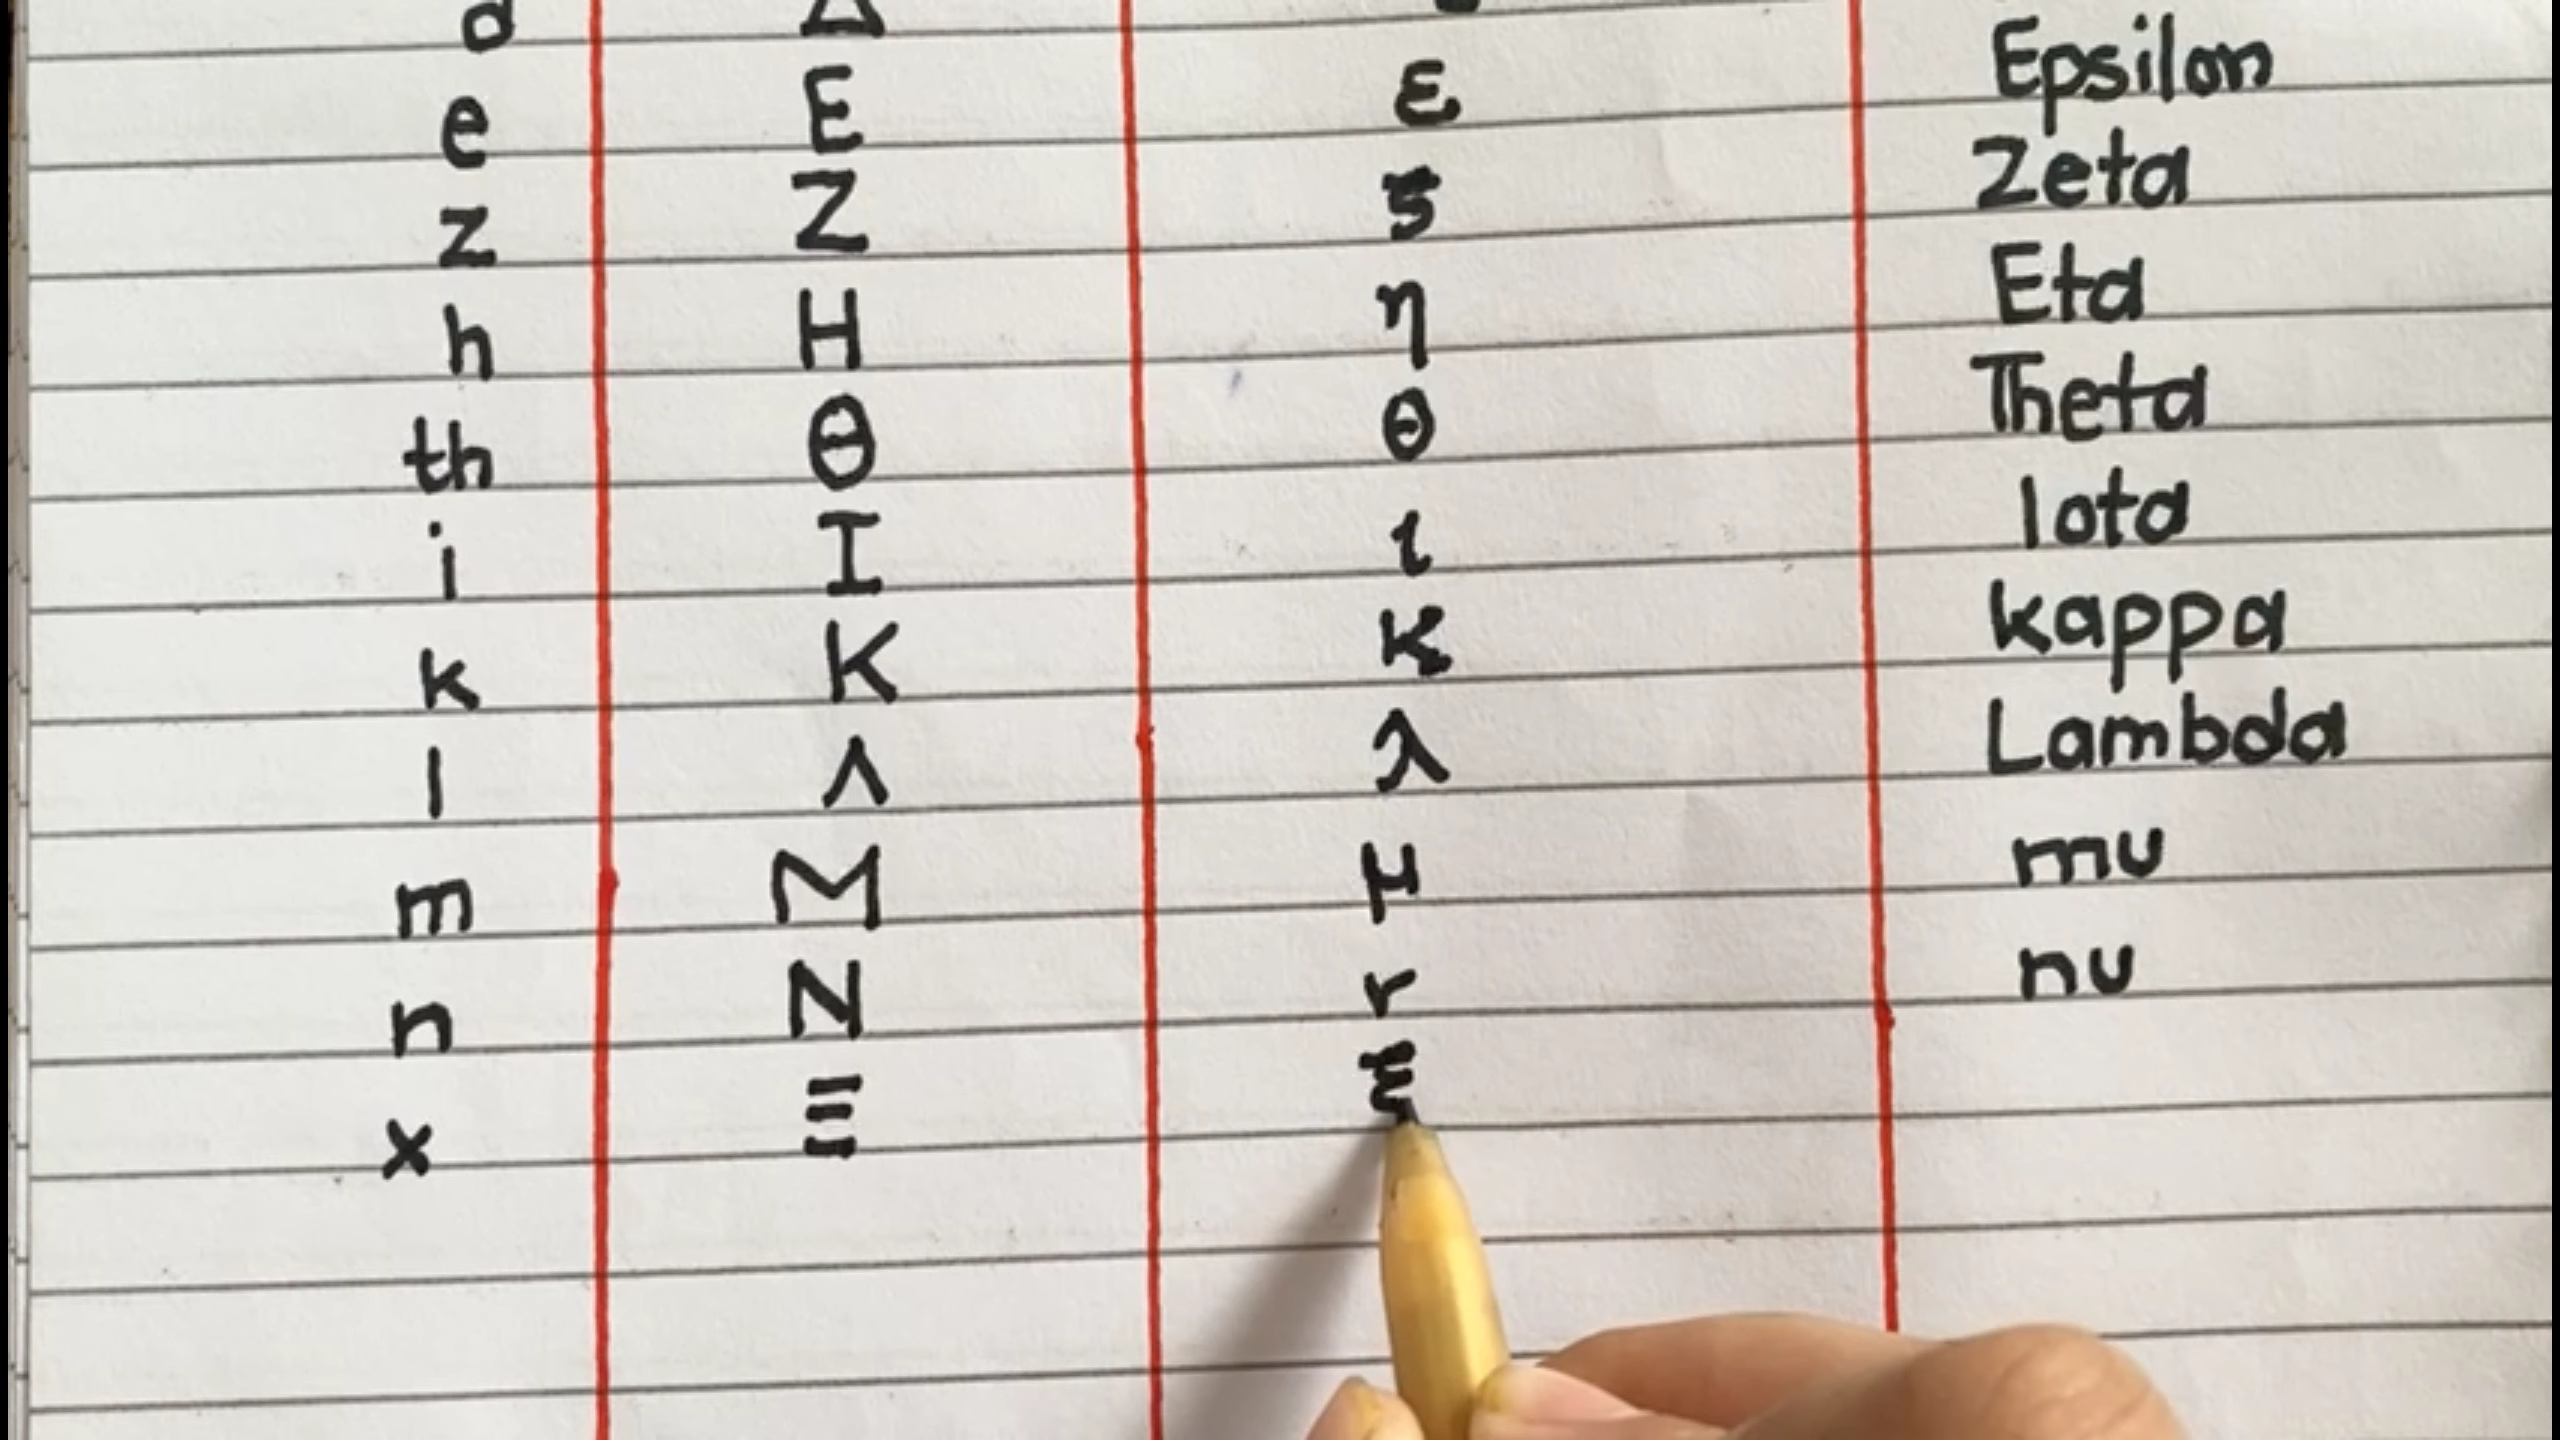 d Δ
e E ε Epsilon
z Z ζ Zeta
h H η Eta
th Θ θ Theta
i I ι Iota
k K κ kappa
l Λ λ Lambda
m M μ mu
n N ν nu
x Ξ ξ